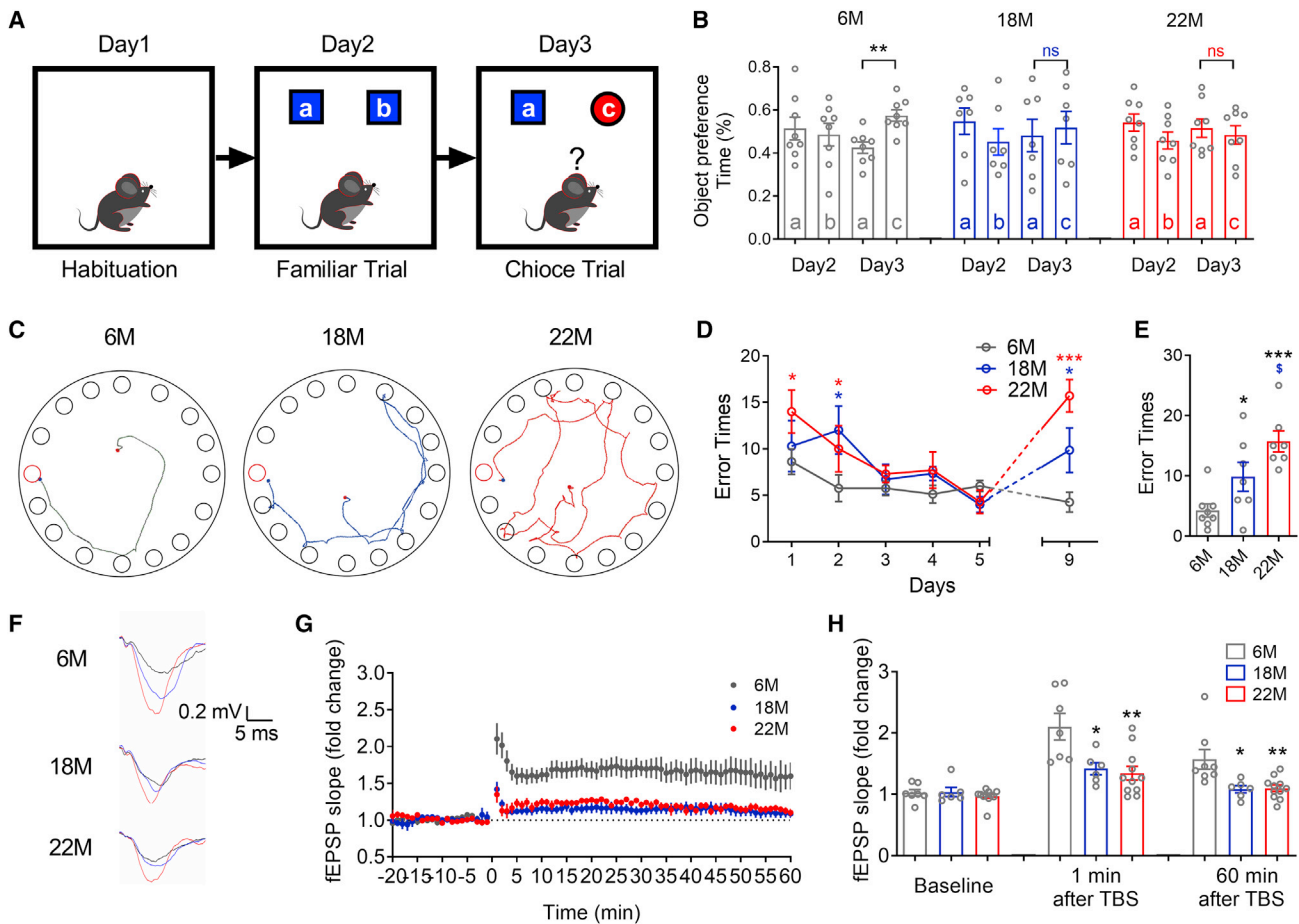 A
Day1
Day2
Day3
a
b
a
c
?
Habituation
Familiar Trial
Chioce Trial
B
6M
18M
22M
**
ns
ns
Object preference
Time (%)
0.8
0.6
0.4
0.2
0.0
a b a c
a b a c
a b a c
Day2 Day3
Day2 Day3
Day2 Day3
C
6M
18M
22M
D
Error Times
20
15
10
5
0
6M
18M
22M
*
*
*
***
*
1 2 3 4 5 9
Days
E
Error Times
30
20
10
0
*
***
$
6M
18M
22M
F
6M
18M
22M
0.2 mV
5 ms
G
fEPSP slope (fold change)
3.0
2.5
2.0
1.5
1.0
0.5
6M
18M
22M
-20 -15 -10 -5 0 5 10 15 20 25 30 35 40 45 50 55 60
Time (min)
H
fEPSP slope (fold change)
3
2
1
0
6M
18M
22M
*
**
*
**
Baseline
1 min
after TBS
60 min
after TBS